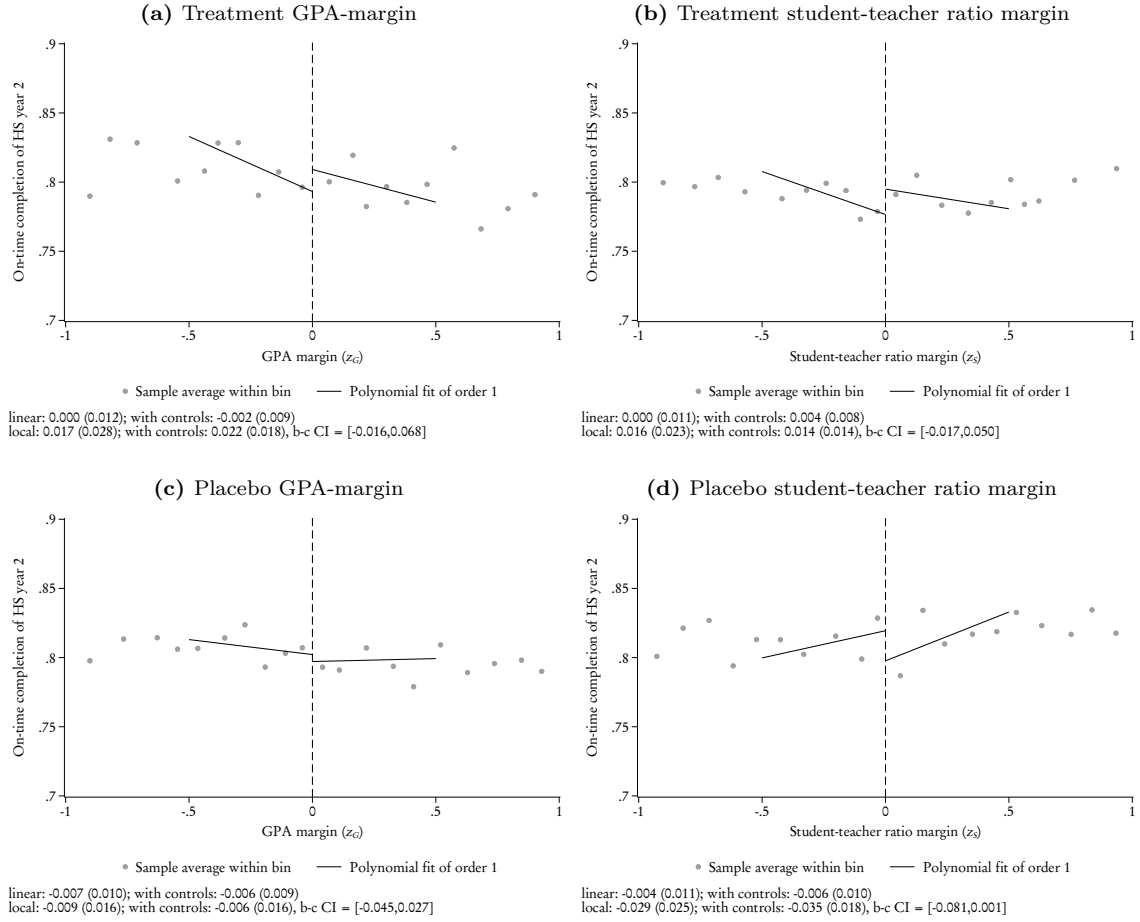 (a) Treatment GPA-margin
On-time completion of HS year 2
.9
.85
.8
.75
.7
-1 -.5 0 .5 1
GPA margin (zG)
Sample average within bin Polynomial fit of order 1
linear: 0.000 (0.012); with controls: -0.002 (0.009)
local: 0.017 (0.028); with controls: 0.022 (0.018), b-c CI = [-0.016,0.068]
(b) Treatment student-teacher ratio margin
On-time completion of HS year 2
.9
.85
.8
.75
.7
-1 -.5 0 .5 1
Student-teacher ratio margin (zS)
Sample average within bin Polynomial fit of order 1
linear: 0.000 (0.011); with controls: 0.004 (0.008)
local: 0.016 (0.023); with controls: 0.014 (0.014), b-c CI = [-0.017,0.050]
(c) Placebo GPA-margin
On-time completion of HS year 2
.9
.85
.8
.75
.7
-1 -.5 0 .5 1
GPA margin (zG)
Sample average within bin Polynomial fit of order 1
linear: -0.007 (0.010); with controls: -0.006 (0.009)
local: -0.009 (0.016); with controls: -0.006 (0.016), b-c CI = [-0.045,0.027]
(d) Placebo student-teacher ratio margin
On-time completion of HS year 2
.9
.85
.8
.75
.7
-1 -.5 0 .5 1
Student-teacher ratio margin (zS)
Sample average within bin Polynomial fit of order 1
linear: -0.004 (0.011); with controls: -0.006 (0.010)
local: -0.029 (0.025); with controls: -0.035 (0.018), b-c CI = [-0.081,0.001]